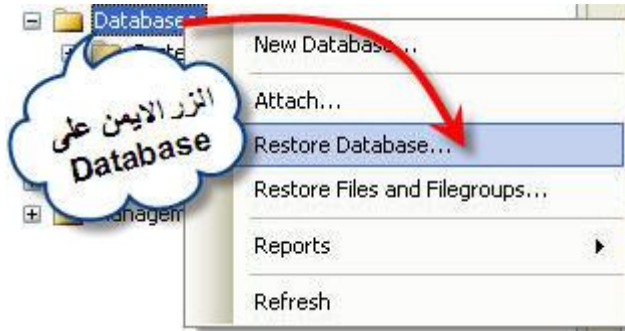 Databases
New Database...
Attach...
الزر الايمن على
Database
Restore Database...
Restore Files and Filegroups...
Reports
Refresh